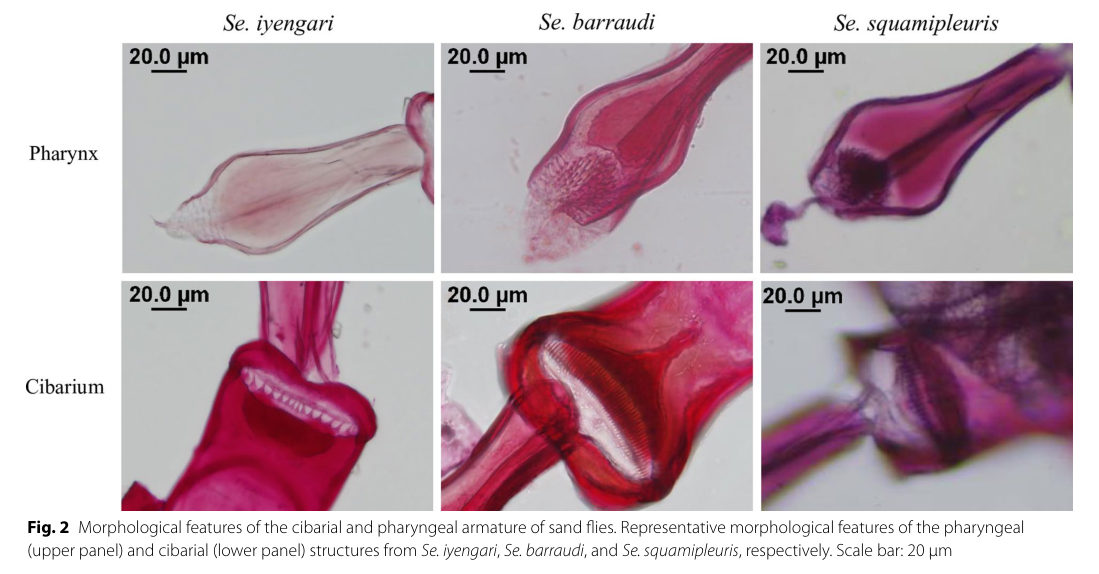 Se. iyengari Se. barraudi Se. squamipleuris
Pharynx
20.0 µm 20.0 µm 20.0 µm
Cibarium
20.0 µm 20.0 µm 20.0 µm
Fig. 2 Morphological features of the cibarial and pharyngeal armature of sand flies. Representative morphological features of the pharyngeal
(upper panel) and cibarial (lower panel) structures from Se. iyengari, Se. barraudi, and Se. squamipleuris, respectively. Scale bar: 20 µm